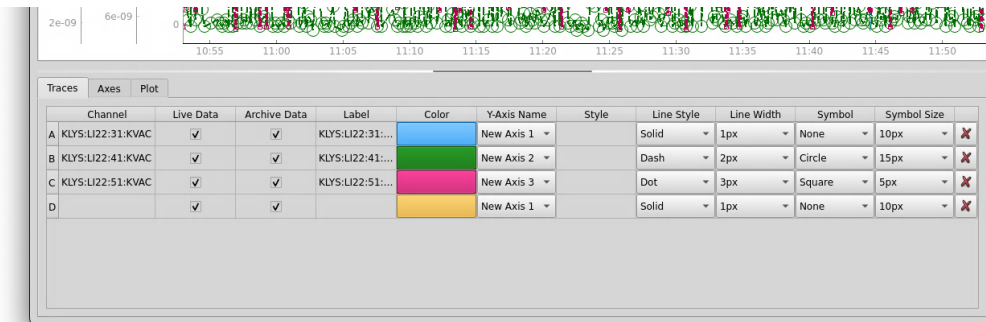 6e-09
2e-09
0
10:55 11:00 11:05 11:10 11:15 11:20 11:25 11:30 11:35 11:40 11:45 11:50
Traces Axes Plot
Channel Live Data Archive Data Label Color Y-Axis Name Style Line Style Line Width Symbol Symbol Size
A KLYS:LI22:31:KVAC KLYS:LI22:31:... New Axis 1 Solid 1px None 10px
B KLYS:LI22:41:KVAC KLYS:LI22:41:... New Axis 2 Dash 2px Circle 15px
C KLYS:LI22:51:KVAC KLYS:LI22:51:... New Axis 3 Dot 3px Square 5px
D New Axis 1 Solid 1px None 10px